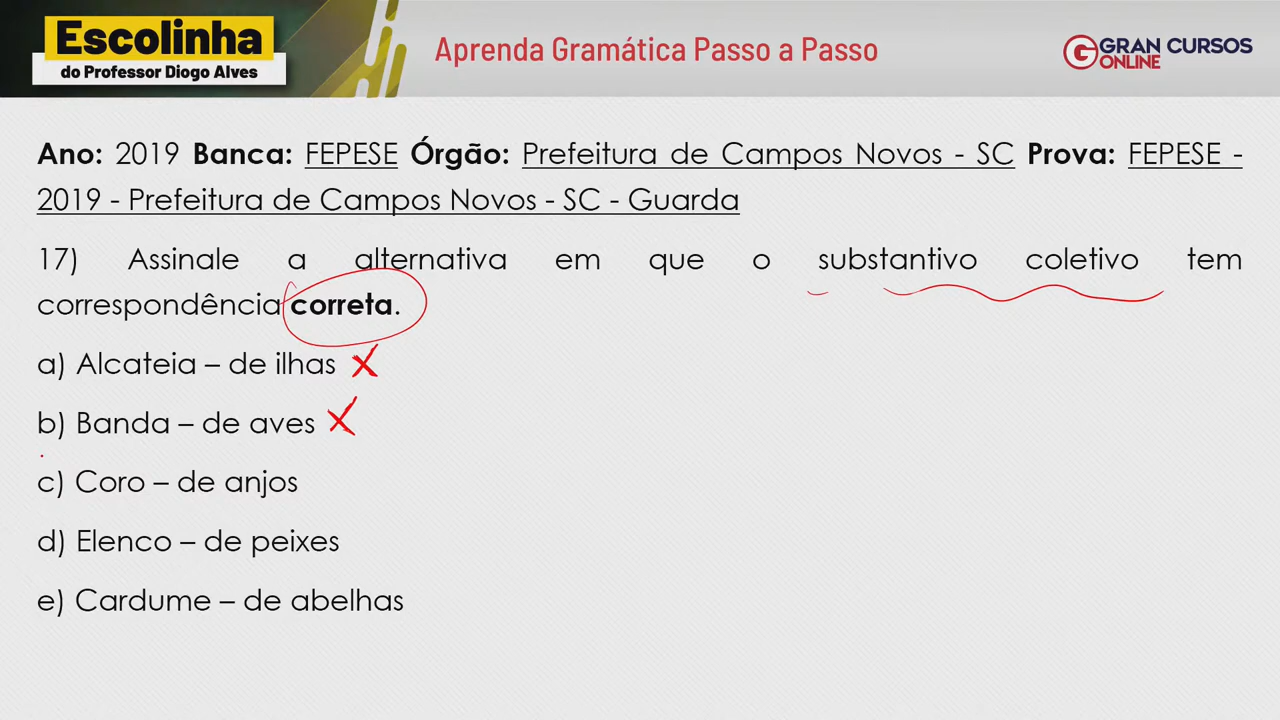 Escolinha
do Professor Diogo Alves
Aprenda Gramática Passo a Passo
GRAN CURSOS
ONLINE
Ano: 2019 Banca: FEPESE Órgão: Prefeitura de Campos Novos - SC Prova: FEPESE -
2019 - Prefeitura de Campos Novos - SC - Guarda
17) Assinale a alternativa em que o substantivo coletivo tem
correspondência correta.
a) Alcateia – de ilhas X
b) Banda – de aves X
c) Coro – de anjos
d) Elenco – de peixes
e) Cardume – de abelhas